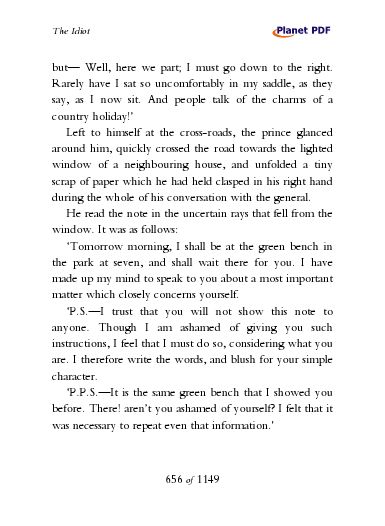 The Idiot
Planet PDF
but— Well, here we part; I must go down to the right.
Rarely have I sat so uncomfortably in my saddle, as they
say, as I now sit. And people talk of the charms of a
country holiday!'
Left to himself at the cross-roads, the prince glanced
around him, quickly crossed the road towards the lighted
window of a neighbouring house, and unfolded a tiny
scrap of paper which he had held clasped in his right hand
during the whole of his conversation with the general.
He read the note in the uncertain rays that fell from the
window. It was as follows:
'Tomorrow morning, I shall be at the green bench in
the park at seven, and shall wait there for you. I have
made up my mind to speak to you about a most important
matter which closely concerns yourself.
'P.S.—I trust that you will not show this note to
anyone. Though I am ashamed of giving you such
instructions, I feel that I must do so, considering what you
are. I therefore write the words, and blush for your simple
character.
'P.P.S.—It is the same green bench that I showed you
before. There! aren't you ashamed of yourself? I felt that it
was necessary to repeat even that information.'
656 of 1149